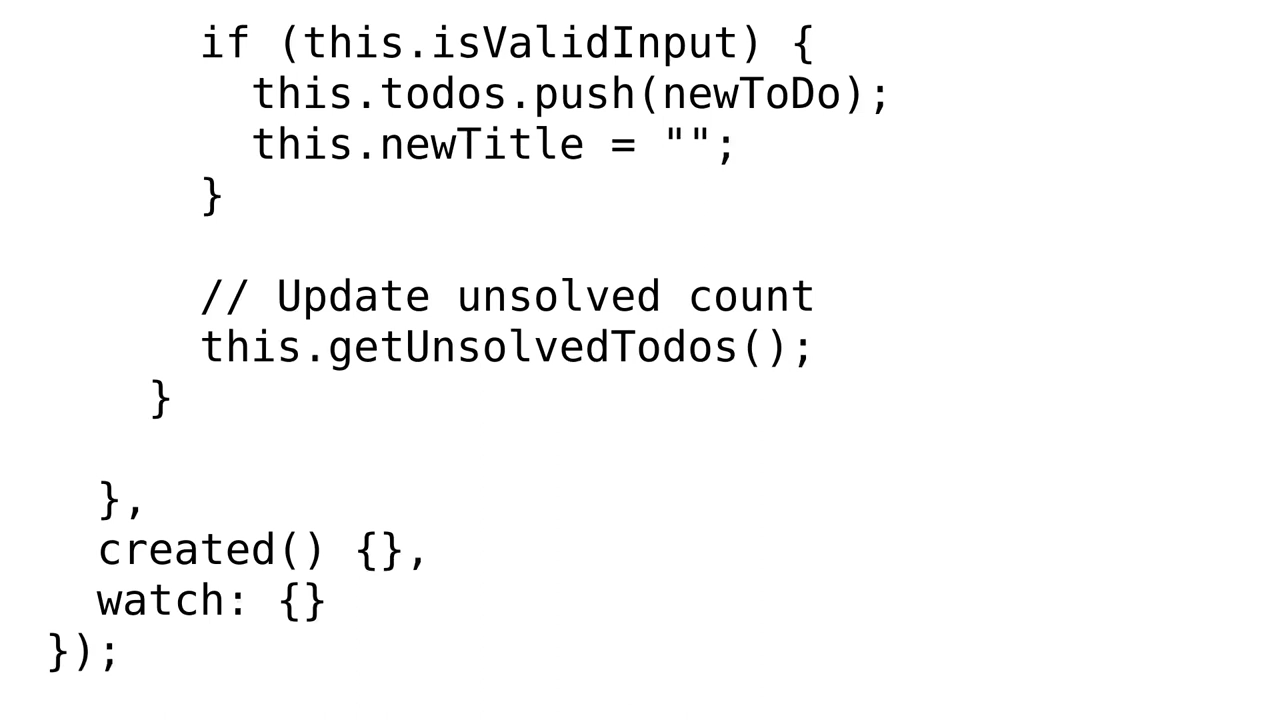 if (this.isValidInput) {
this.todos.push(newToDo);
this.newTitle = "";
}
// Update unsolved count
this.getUnsolvedTodos();
}
},
created() {},
watch: {}
});